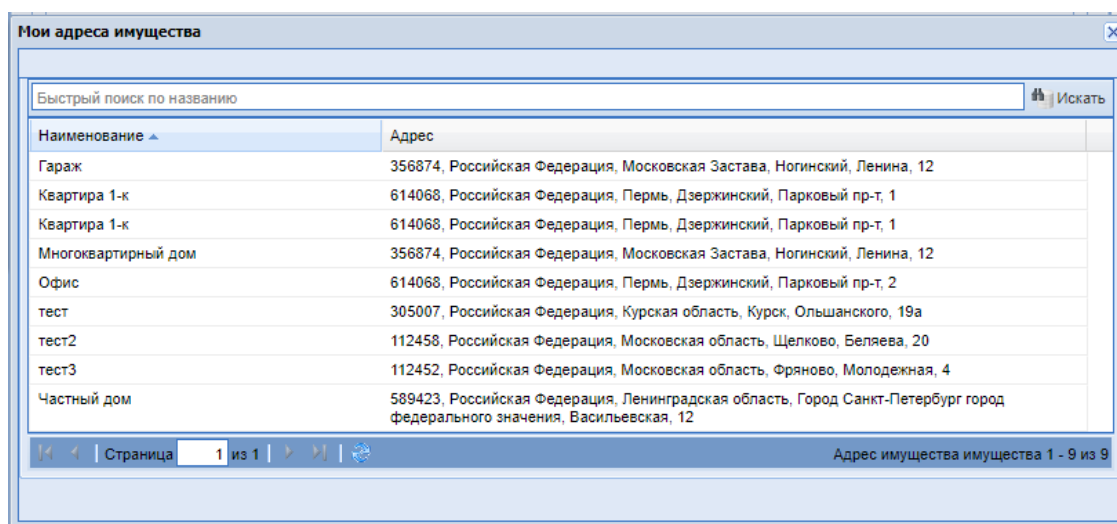 Мои адреса имущества
Быстрый поиск по названию Искать
Наименование Адрес
Гараж 356874, Российская Федерация, Московская Застава, Ногинский, Ленина, 12
Квартира 1-к 614068, Российская Федерация, Пермь, Дзержинский, Парковый пр-т, 1
Квартира 1-к 614068, Российская Федерация, Пермь, Дзержинский, Парковый пр-т, 1
Многоквартирный дом 356874, Российская Федерация, Московская Застава, Ногинский, Ленина, 12
Офис 614068, Российская Федерация, Пермь, Дзержинский, Парковый пр-т, 2
тест 305007, Российская Федерация, Курская область, Курск, Ольшанского, 19а
тест2 112458, Российская Федерация, Московская область, Щелково, Беляева, 20
тест3 112452, Российская Федерация, Московская область, Фряново, Молодежная, 4
Частный дом 589423, Российская Федерация, Ленинградская область, Город Санкт-Петербург город
федерального значения, Васильевская, 12
Страница 1 из 1 Адрес имущества имущества 1 - 9 из 9